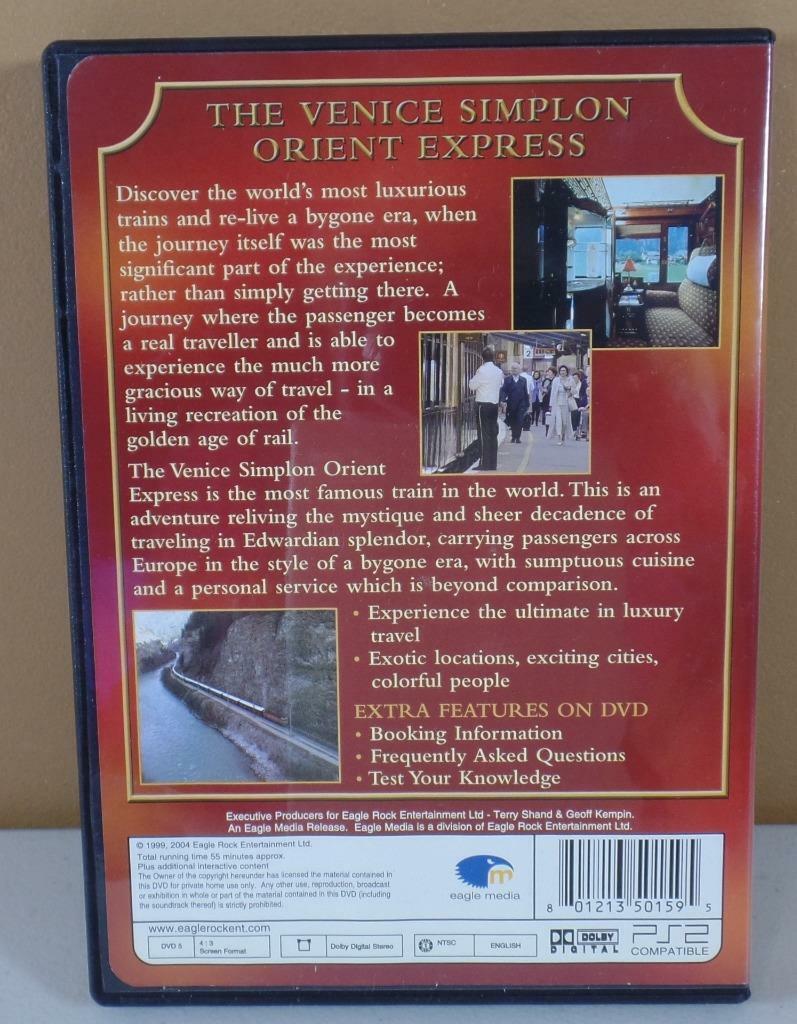 THE VENICE SIMPLON
ORIENT EXPRESS
Discover the world's most luxurious
trains and re-live a bygone era, when
the journey itself was the most
significant part of the experience;
rather than simply getting there. A
journey where the passenger becomes
a real traveller and is able to
experience the much more
gracious way of travel - in a
living recreation of the
golden age of rail.
2
The Venice Simplon Orient
Express is the most famous train in the world. This is an
adventure reliving the mystique and sheer decadence of
traveling in Edwardian splendor, carrying passengers across
Europe in the style of a bygone era, with sumptuous cuisine
and a personal service which is beyond comparison.
• Experience the ultimate in luxury
travel
• Exotic locations, exciting cities,
colorful people
EXTRA FEATURES ON DVD
• Booking Information
• Frequently Asked Questions
• Test Your Knowledge
Executive Producers for Eagle Rock Entertainment Ltd - Terry Shand & Geoff Kempin.
An Eagle Media Release. Eagle Media is a division of Eagle Rock Entertainment Ltd.
© 1999, 2004 Eagle Rock Entertainment Ltd.
Total running time 55 minutes approx.
Plus additional interactive content
The Owner of the copyright hereunder has licensed the material contained in
this DVD for private home use only. Any other use, reproduction, broadcast
or exhibition in whole or part of the material contained in this DVD (including
the soundtrack thereof) is strictly prohibited.
m
eagle media
8 01213 50159 5
www.eaglerockent.com
DVD 5
4:3
Screen Format
Dolby Digital Stereo
NTSC
ENGLISH
DOLBY
DIGITAL
PS2
COMPATIBLE